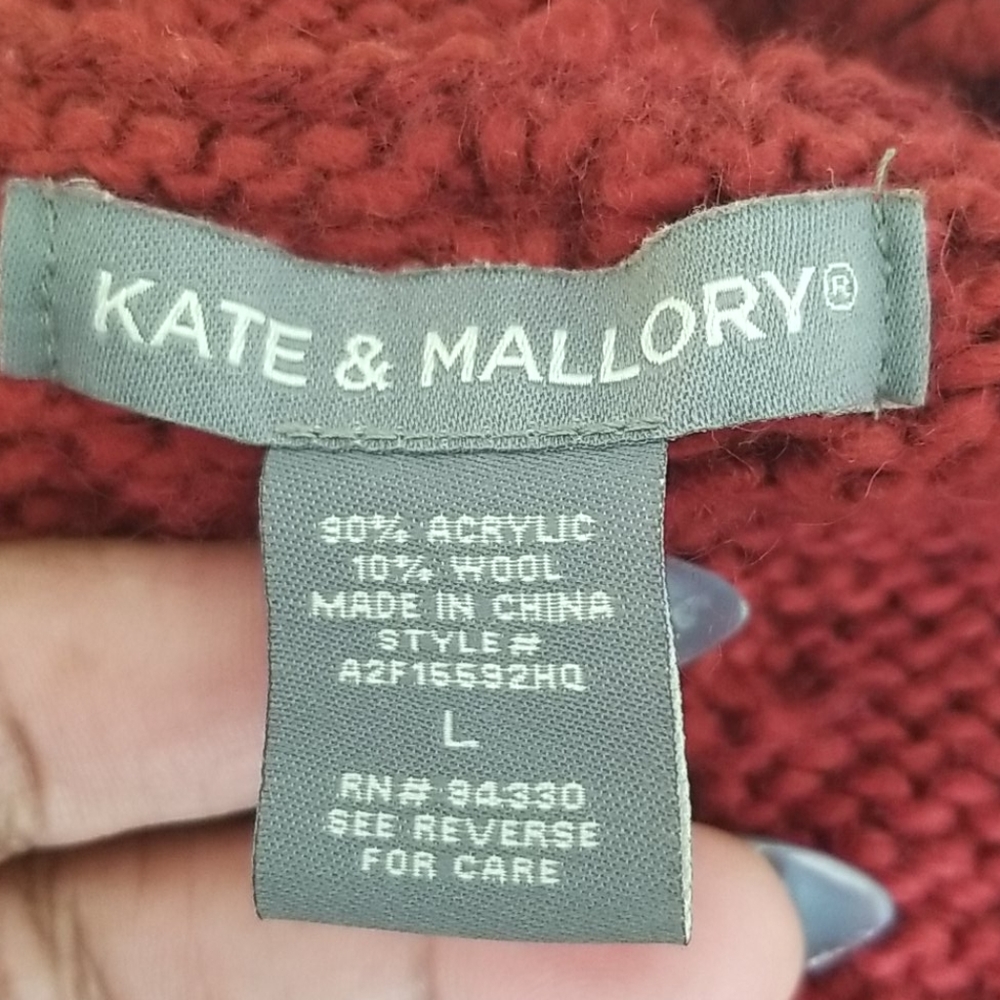 KATE & MALLORY®
90% ACRYLIC
10% WOOL
MADE IN CHINA
STYLE#
A2F15592HQ
L
RN# 94330
SEE REVERSE
FOR CARE